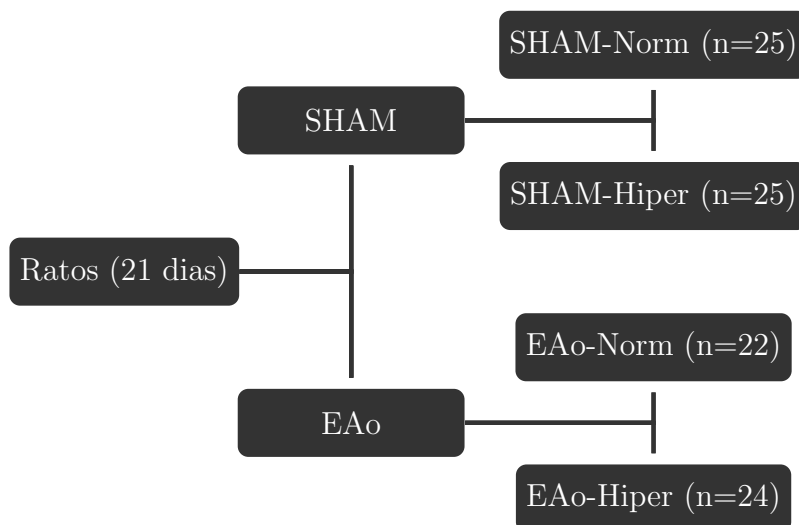 SHAM-Norm (n=25)
SHAM
SHAM-Hiper (n=25)
Ratos (21 dias)
EAo-Norm (n=22)
EAo
EAo-Hiper (n=24)